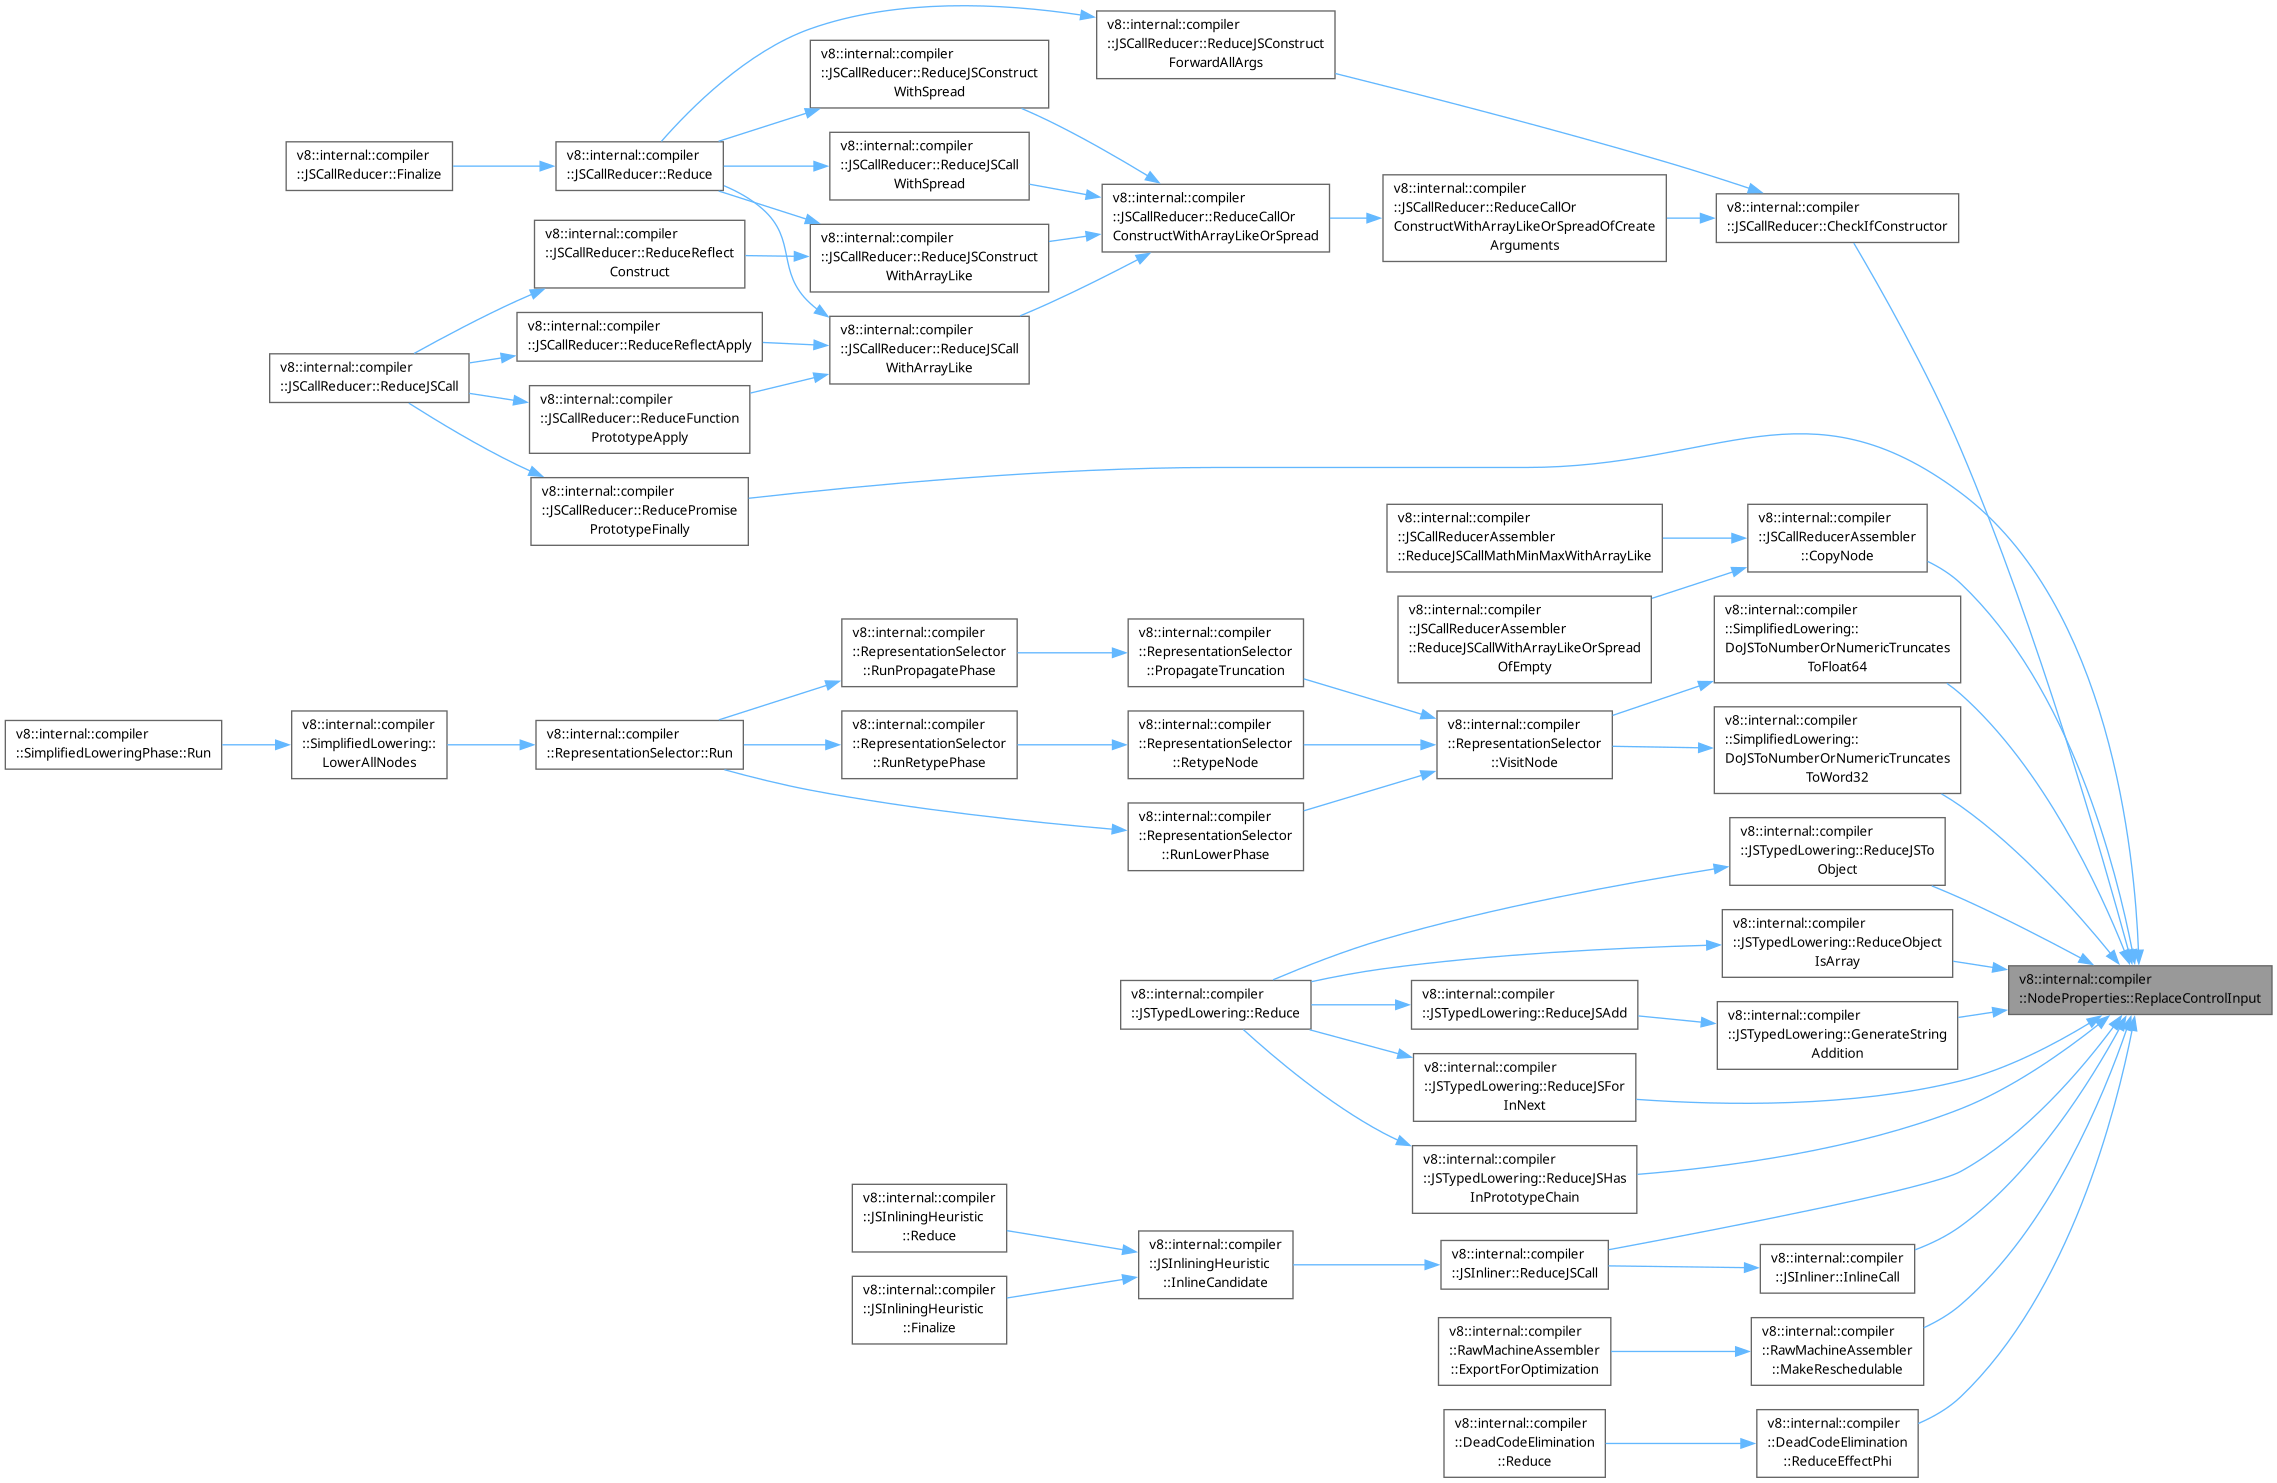 v8::internal::compiler
::JSCallReducer::ReduceJSConstruct
ForwardAllArgs
v8::internal::compiler
::JSCallReducer::ReduceJSConstruct
WithSpread
v8::internal::compiler
::JSCallReducer::Finalize
v8::internal::compiler
::JSCallReducer::Reduce
v8::internal::compiler
::JSCallReducer::ReduceJSCall
WithSpread
v8::internal::compiler
::JSCallReducer::ReduceCallOr
ConstructWithArrayLikeOrSpread
v8::internal::compiler
::JSCallReducer::ReduceCallOr
ConstructWithArrayLikeOrSpreadOfCreate
Arguments
v8::internal::compiler
::JSCallReducer::CheckIfConstructor
v8::internal::compiler
::JSCallReducer::ReduceReflect
Construct
v8::internal::compiler
::JSCallReducer::ReduceJSConstruct
WithArrayLike
v8::internal::compiler
::JSCallReducer::ReduceReflectApply
v8::internal::compiler
::JSCallReducer::ReduceJSCall
WithArrayLike
v8::internal::compiler
::JSCallReducer::ReduceJSCall
v8::internal::compiler
::JSCallReducer::ReduceFunction
PrototypeApply
v8::internal::compiler
::JSCallReducer::ReducePromise
PrototypeFinally
v8::internal::compiler
::JSCallReducerAssembler
::ReduceJSCallMathMinMaxWithArrayLike
v8::internal::compiler
::JSCallReducerAssembler
::CopyNode
v8::internal::compiler
::JSCallReducerAssembler
::ReduceJSCallWithArrayLikeOrSpread
OfEmpty
v8::internal::compiler
::SimplifiedLowering::
DoJSToNumberOrNumericTruncates
ToFloat64
v8::internal::compiler
::RepresentationSelector
::RunPropagatePhase
v8::internal::compiler
::RepresentationSelector
::PropagateTruncation
v8::internal::compiler
::SimplifiedLoweringPhase::Run
v8::internal::compiler
::SimplifiedLowering::
LowerAllNodes
v8::internal::compiler
::RepresentationSelector::Run
v8::internal::compiler
::RepresentationSelector
::RunRetypePhase
v8::internal::compiler
::RepresentationSelector
::RetypeNode
v8::internal::compiler
::RepresentationSelector
::VisitNode
v8::internal::compiler
::SimplifiedLowering::
DoJSToNumberOrNumericTruncates
ToWord32
v8::internal::compiler
::RepresentationSelector
::RunLowerPhase
v8::internal::compiler
::JSTypedLowering::ReduceJSTo
Object
v8::internal::compiler
::JSTypedLowering::ReduceObject
IsArray
v8::internal::compiler
::NodeProperties::ReplaceControlInput
v8::internal::compiler
::JSTypedLowering::Reduce
v8::internal::compiler
::JSTypedLowering::ReduceJSAdd
v8::internal::compiler
::JSTypedLowering::GenerateString
Addition
v8::internal::compiler
::JSTypedLowering::ReduceJSFor
InNext
v8::internal::compiler
::JSTypedLowering::ReduceJSHas
InPrototypeChain
v8::internal::compiler
::JSInliningHeuristic
::Reduce
v8::internal::compiler
::JSInliningHeuristic
::InlineCandidate
v8::internal::compiler
::JSInliner::ReduceJSCall
v8::internal::compiler
::JSInliner::InlineCall
v8::internal::compiler
::JSInliningHeuristic
::Finalize
v8::internal::compiler
::RawMachineAssembler
::ExportForOptimization
v8::internal::compiler
::RawMachineAssembler
::MakeReschedulable
v8::internal::compiler
::DeadCodeElimination
::Reduce
v8::internal::compiler
::DeadCodeElimination
::ReduceEffectPhi